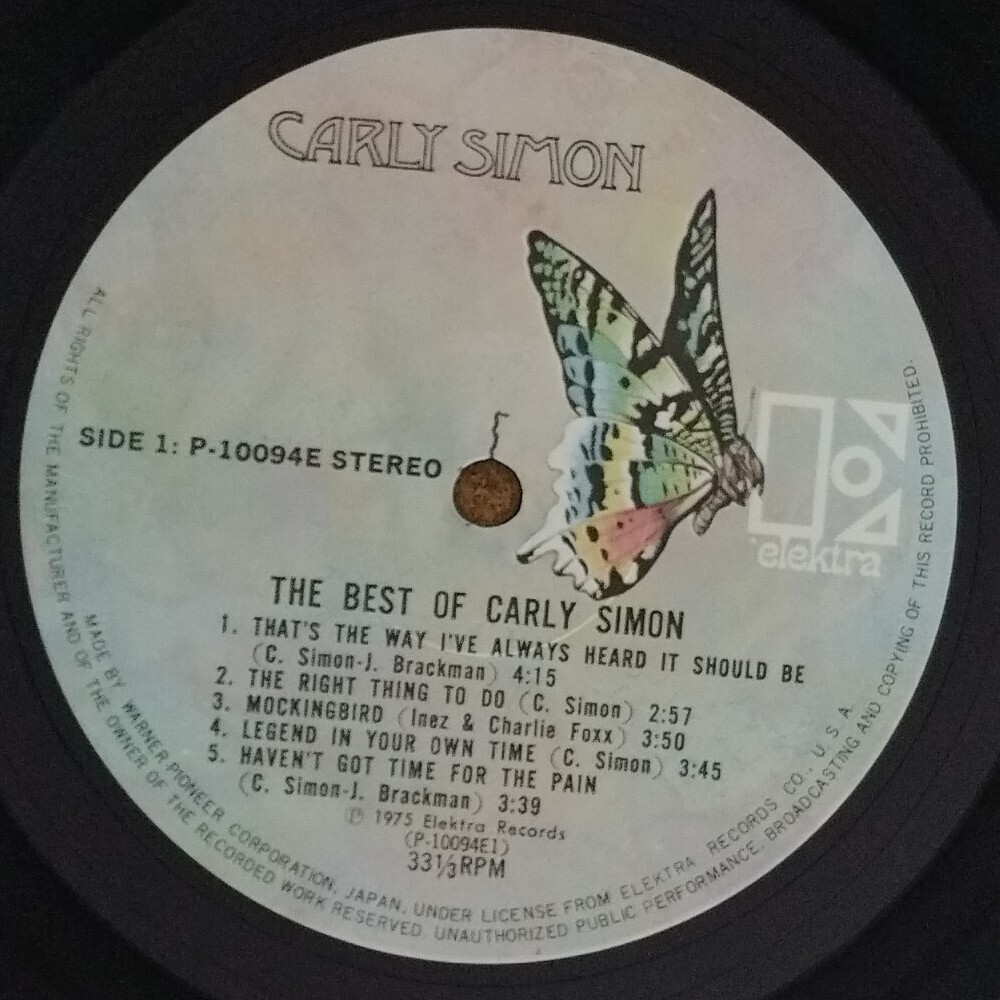 CARLY SIMON
SIDE 1: P-10094E STEREO
elektra
THE BEST OF CARLY SIMON
1. THAT'S THE WAY I'VE ALWAYS HEARD IT SHOULD BE
(C. Simon-J. Brackman) 4:15
2. THE RIGHT THING TO DO (C. Simon) 2:57
3. MOCKINGBIRD (Inez & Charlie Foxx) 3:50
4. LEGEND IN YOUR OWN TIME (C. Simon) 3:45
5. HAVEN'T GOT TIME FOR THE PAIN
(C. Simon-J. Brackman) 3:39
℗ 1975 Elektra Records
(P-10094E1)
33⅓RPM
MADE BY WARNER-PIONEER CORPORATION, JAPAN, UNDER LICENSE FROM ELEKTRA RECORDS CO., U. S. A.
ALL RIGHTS OF THE MANUFACTURER AND OF THE OWNER OF THE RECORDED WORK RESERVED. UNAUTHORIZED PUBLIC PERFORMANCE, BROADCASTING AND COPYING OF THIS RECORD PROHIBITED.